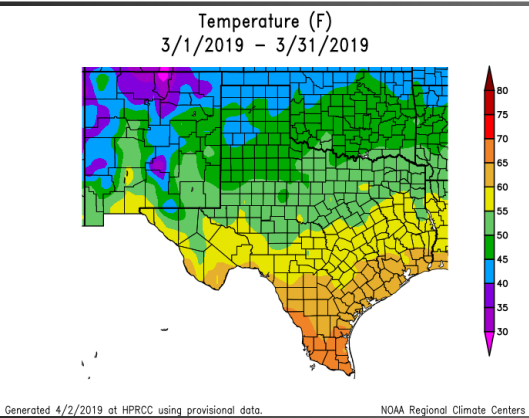 Temperature (F)
3/1/2019 – 3/31/2019
80
75
70
65
60
55
50
45
40
35
30
Generated 4/2/2019 at HPRCC using provisional data.
NOAA Regional Climate Centers